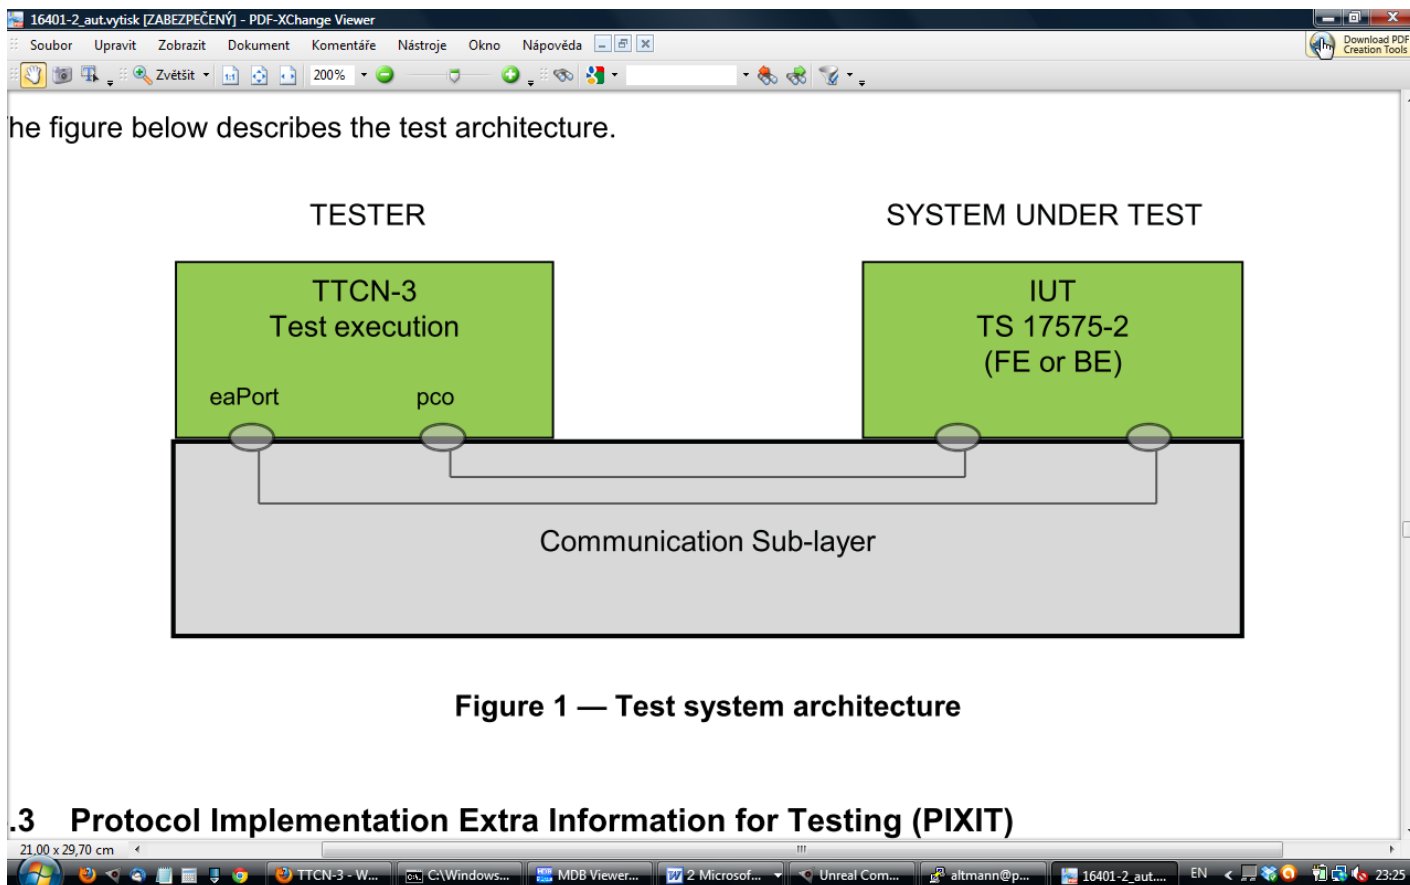 16401-2_aut.vytisk [ZABEZPEČENÝ] - PDF-XChange Viewer
Soubor Upravit Zobrazit Dokument Komentáře Nástroje Okno Nápověda
Download PDF
Creation Tools
Zvětšit 1:1 200%
he figure below describes the test architecture.
TESTER SYSTEM UNDER TEST
TTCN-3
Test execution
eaPort pco
IUT
TS 17575-2
(FE or BE)
Communication Sub-layer
Figure 1 — Test system architecture
.3 Protocol Implementation Extra Information for Testing (PIXIT)
21,00 x 29,70 cm
TTCN-3 - W... C:\Windows... MDB Viewer... 2 Microsof... Unreal Com... altmann@p... 16401-2_aut.... EN 23:25